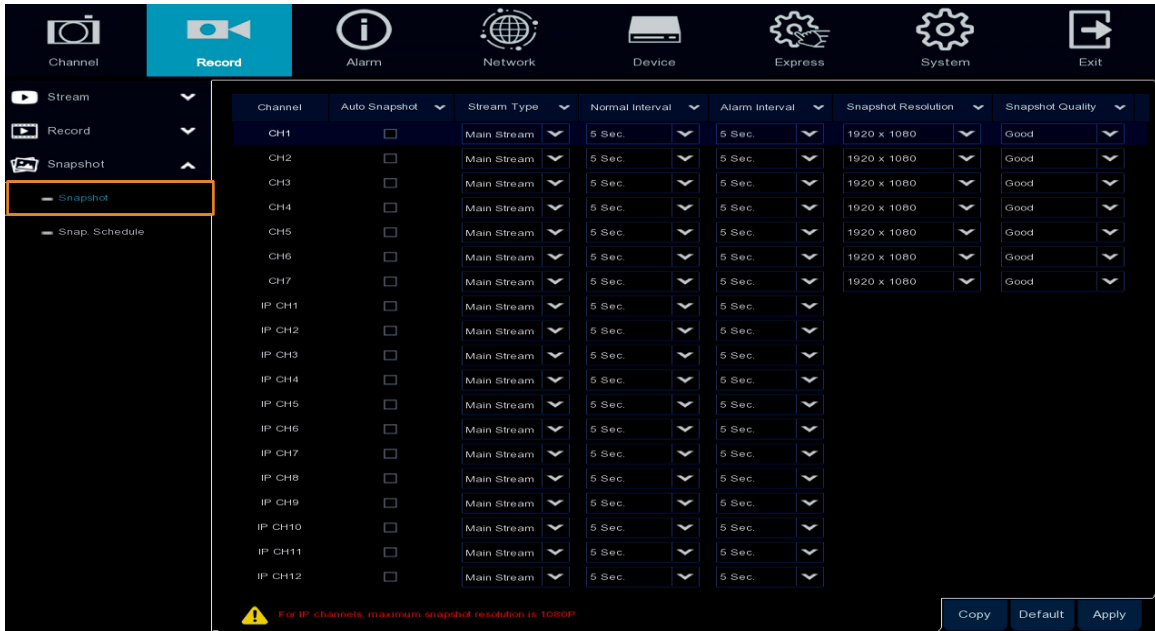 Channel Record Alarm Network Device Express System Exit
Stream
Record
Snapshot
Snapshot
Snap. Schedule
Channel Auto Snapshot Stream Type Normal Interval Alarm Interval Snapshot Resolution Snapshot Quality
CH1 Main Stream 5 Sec. 5 Sec. 1920 x 1080 Good
CH2 Main Stream 5 Sec. 5 Sec. 1920 x 1080 Good
CH3 Main Stream 5 Sec. 5 Sec. 1920 x 1080 Good
CH4 Main Stream 5 Sec. 5 Sec. 1920 x 1080 Good
CH5 Main Stream 5 Sec. 5 Sec. 1920 x 1080 Good
CH6 Main Stream 5 Sec. 5 Sec. 1920 x 1080 Good
CH7 Main Stream 5 Sec. 5 Sec. 1920 x 1080 Good
IP CH1 Main Stream 5 Sec. 5 Sec.
IP CH2 Main Stream 5 Sec. 5 Sec.
IP CH3 Main Stream 5 Sec. 5 Sec.
IP CH4 Main Stream 5 Sec. 5 Sec.
IP CH5 Main Stream 5 Sec. 5 Sec.
IP CH6 Main Stream 5 Sec. 5 Sec.
IP CH7 Main Stream 5 Sec. 5 Sec.
IP CH8 Main Stream 5 Sec. 5 Sec.
IP CH9 Main Stream 5 Sec. 5 Sec.
IP CH10 Main Stream 5 Sec. 5 Sec.
IP CH11 Main Stream 5 Sec. 5 Sec.
IP CH12 Main Stream 5 Sec. 5 Sec.
For IP channels, maximum snapshot resolution is 1080P
Copy Default Apply